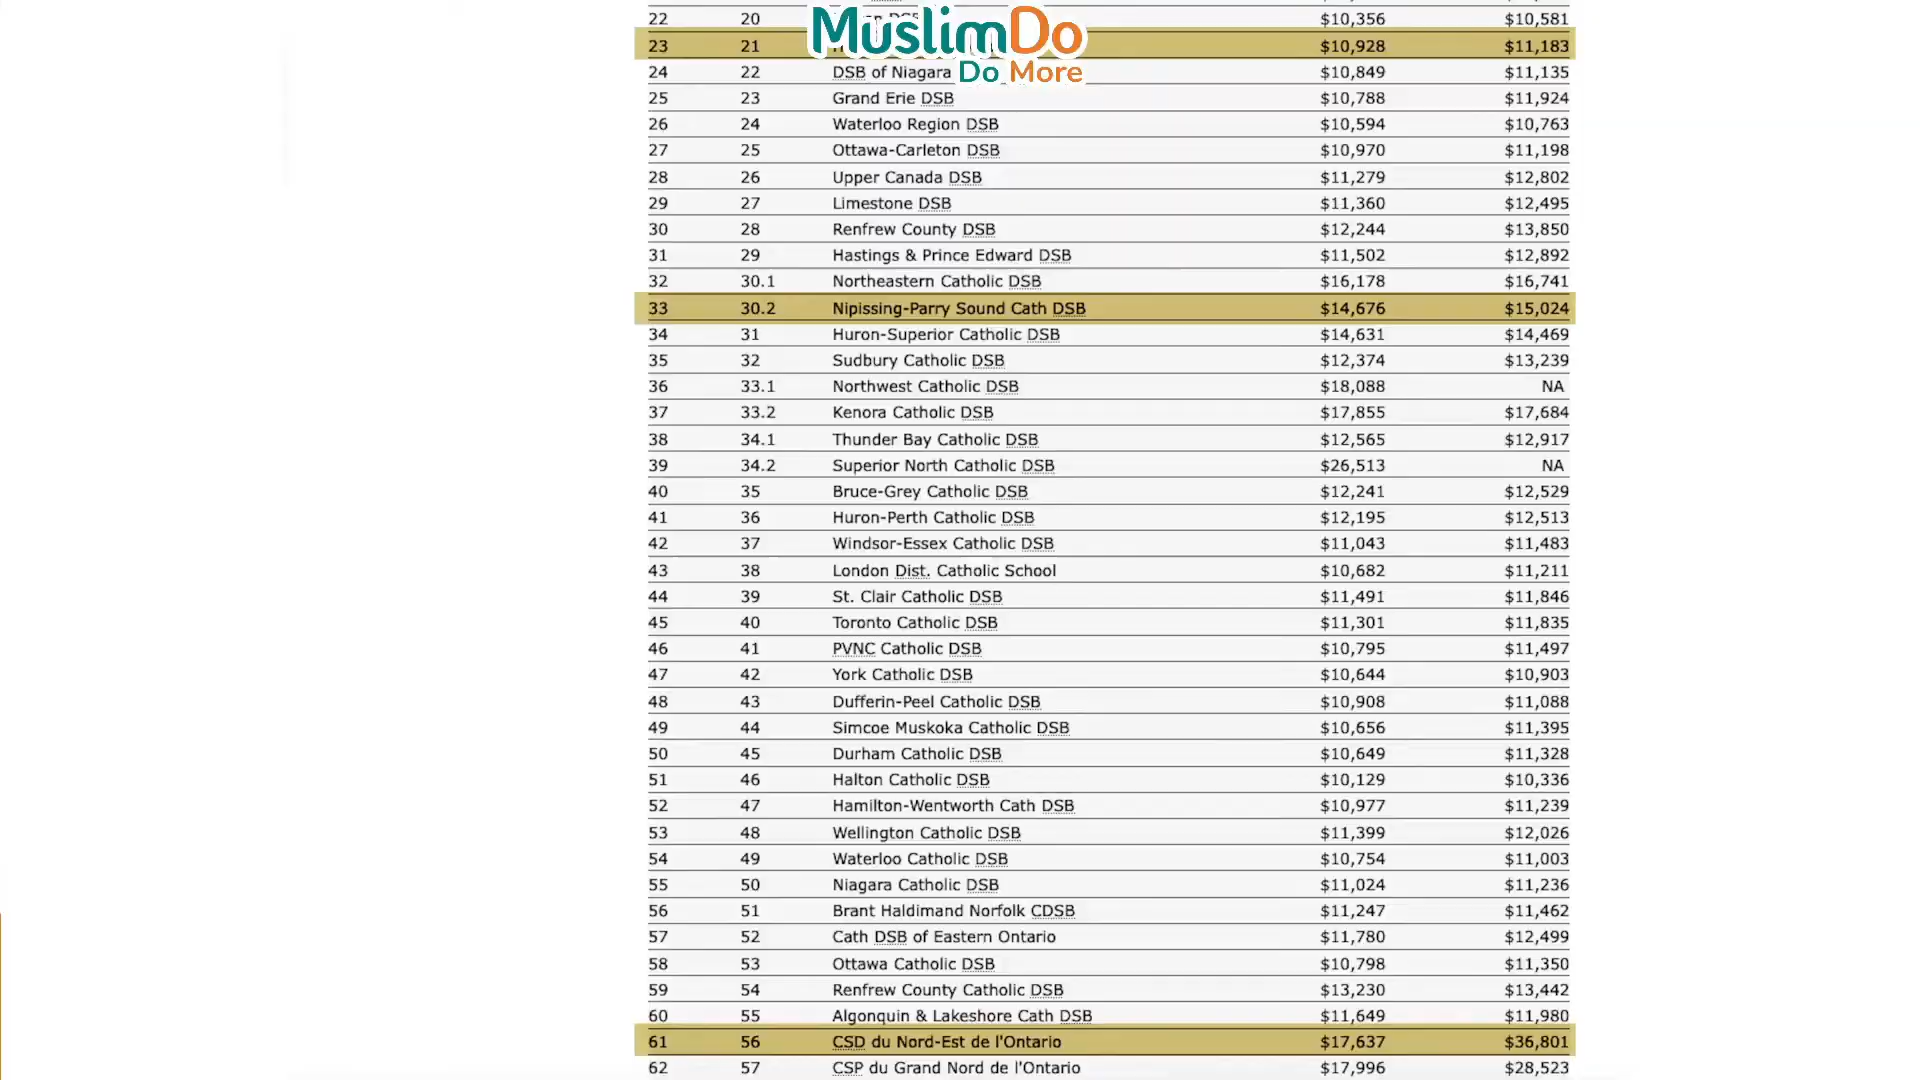 22 20 $10,356 $10,581
MuslimDo
23 21 $10,928 $11,183
Do More
24 22 DSB of Niagara $10,849 $11,135
25 23 Grand Erie DSB $10,788 $11,924
26 24 Waterloo Region DSB $10,594 $10,763
27 25 Ottawa-Carleton DSB $10,970 $11,198
28 26 Upper Canada DSB $11,279 $12,802
29 27 Limestone DSB $11,360 $12,495
30 28 Renfrew County DSB $12,244 $13,850
31 29 Hastings & Prince Edward DSB $11,502 $12,892
32 30.1 Northeastern Catholic DSB $16,178 $16,741
33 30.2 Nipissing-Parry Sound Cath DSB $14,676 $15,024
34 31 Huron-Superior Catholic DSB $14,631 $14,469
35 32 Sudbury Catholic DSB $12,374 $13,239
36 33.1 Northwest Catholic DSB $18,088 NA
37 33.2 Kenora Catholic DSB $17,855 $17,684
38 34.1 Thunder Bay Catholic DSB $12,565 $12,917
39 34.2 Superior North Catholic DSB $26,513 NA
40 35 Bruce-Grey Catholic DSB $12,241 $12,529
41 36 Huron-Perth Catholic DSB $12,195 $12,513
42 37 Windsor-Essex Catholic DSB $11,043 $11,483
43 38 London Dist. Catholic School $10,682 $11,211
44 39 St. Clair Catholic DSB $11,491 $11,846
45 40 Toronto Catholic DSB $11,301 $11,835
46 41 PVNC Catholic DSB $10,795 $11,497
47 42 York Catholic DSB $10,644 $10,903
48 43 Dufferin-Peel Catholic DSB $10,908 $11,088
49 44 Simcoe Muskoka Catholic DSB $10,656 $11,395
50 45 Durham Catholic DSB $10,649 $11,328
51 46 Halton Catholic DSB $10,129 $10,336
52 47 Hamilton-Wentworth Cath DSB $10,977 $11,239
53 48 Wellington Catholic DSB $11,399 $12,026
54 49 Waterloo Catholic DSB $10,754 $11,003
55 50 Niagara Catholic DSB $11,024 $11,236
56 51 Brant Haldimand Norfolk CDSB $11,247 $11,462
57 52 Cath DSB of Eastern Ontario $11,780 $12,499
58 53 Ottawa Catholic DSB $10,798 $11,350
59 54 Renfrew County Catholic DSB $13,230 $13,442
60 55 Algonquin & Lakeshore Cath DSB $11,649 $11,980
61 56 CSD du Nord-Est de l'Ontario $17,637 $36,801
62 57 CSP du Grand Nord de l'Ontario $17,996 $28,523